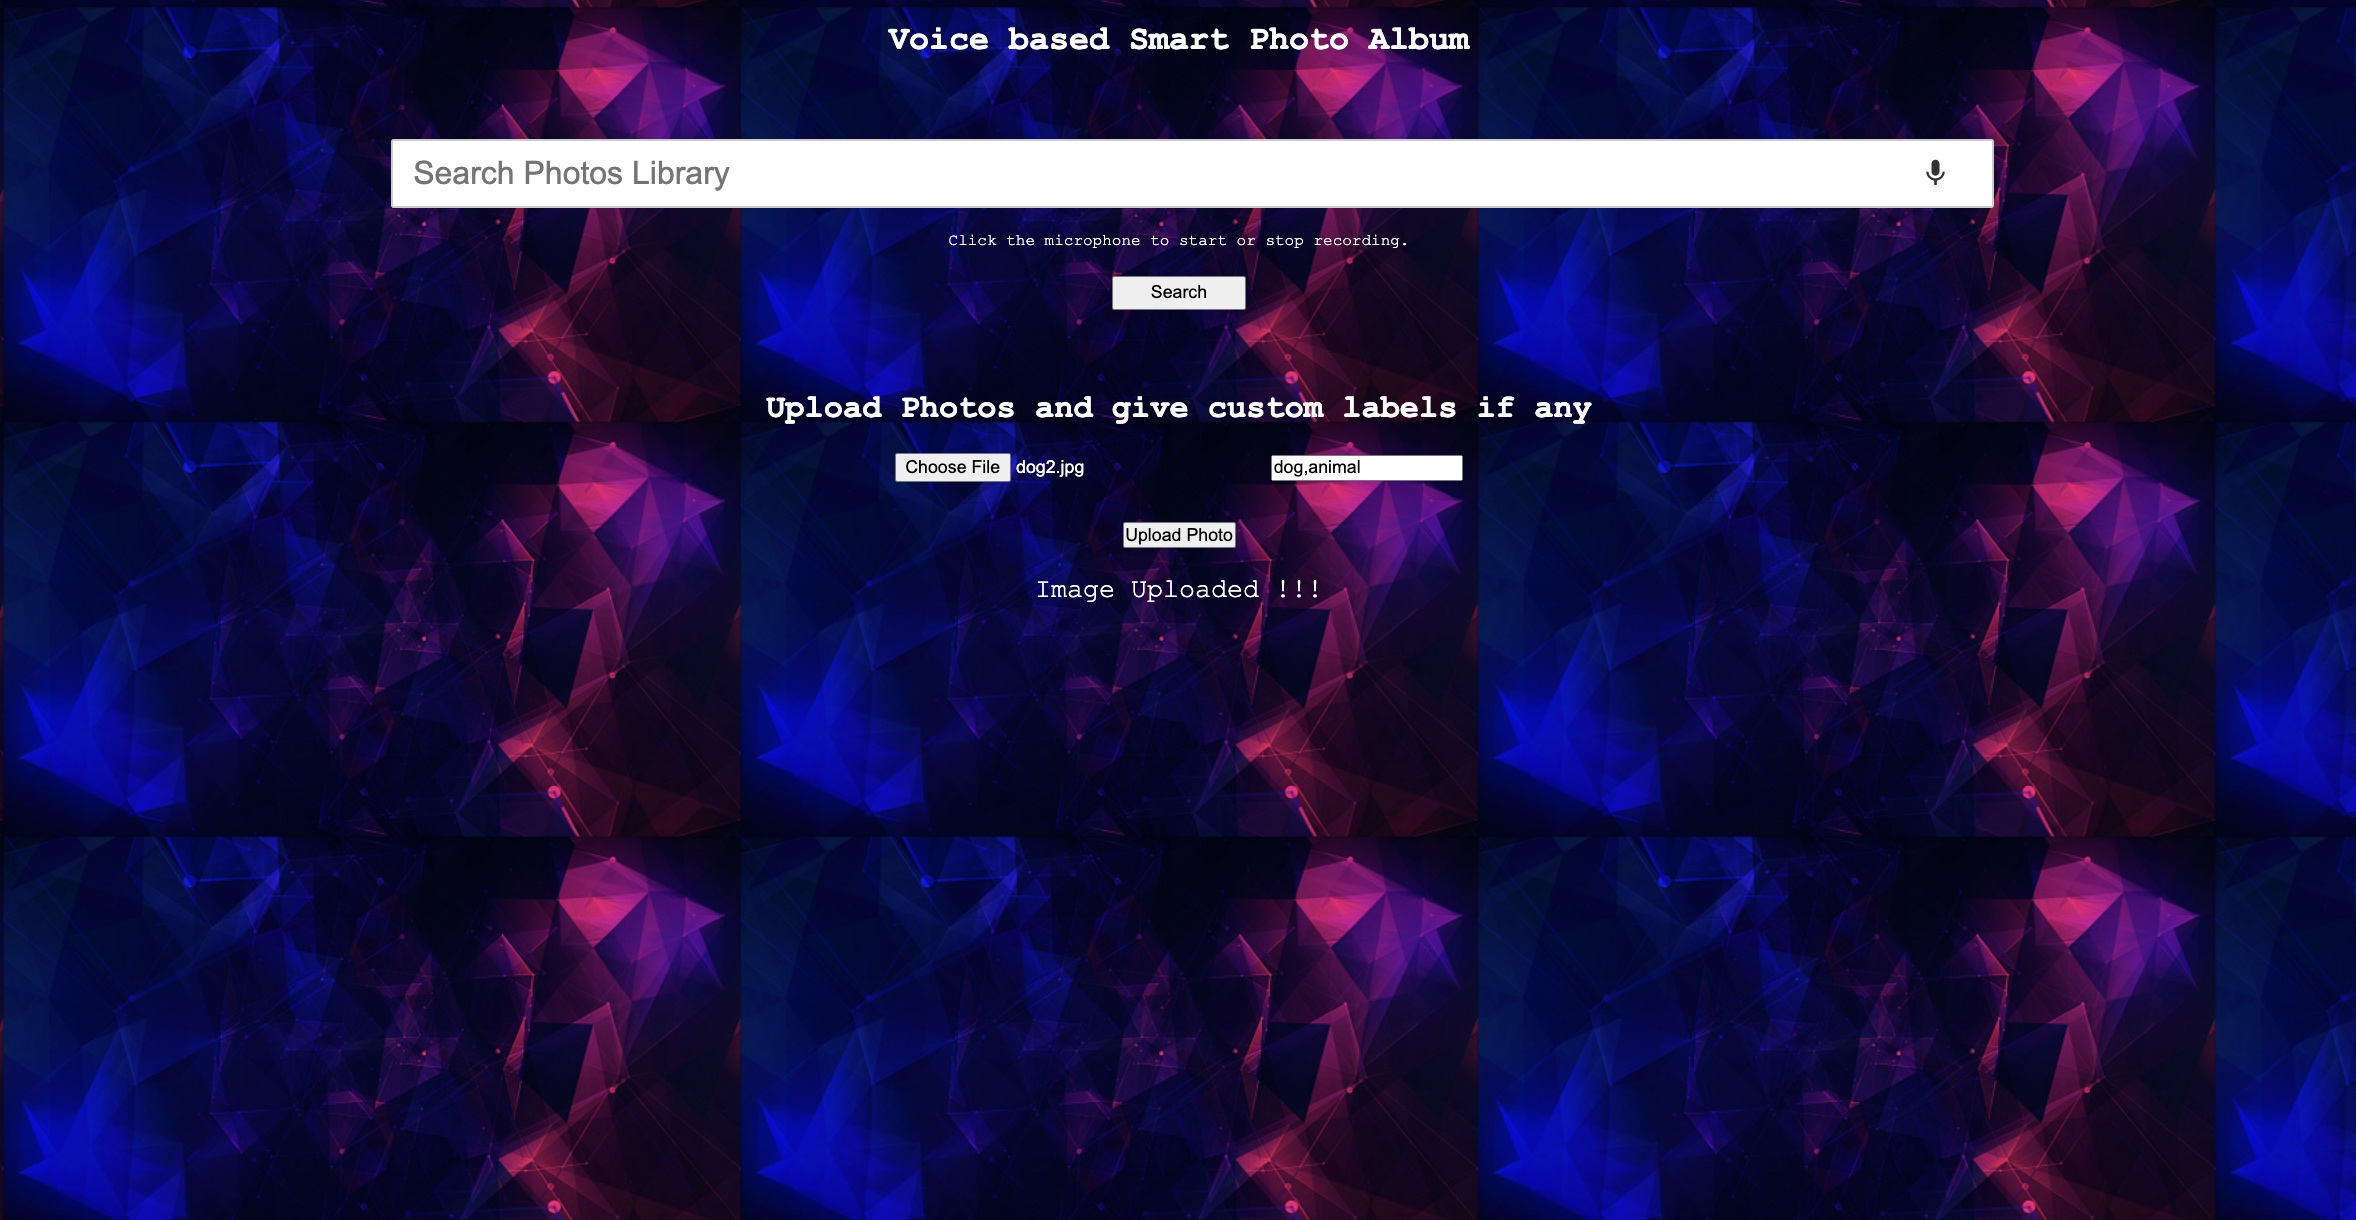 Voice based Smart Photo Album
Search Photos Library
Click the microphone to start or stop recording.
Search
Upload Photos and give custom labels if any
Choose File dog2.jpg dog,animal
Upload Photo
Image Uploaded !!!